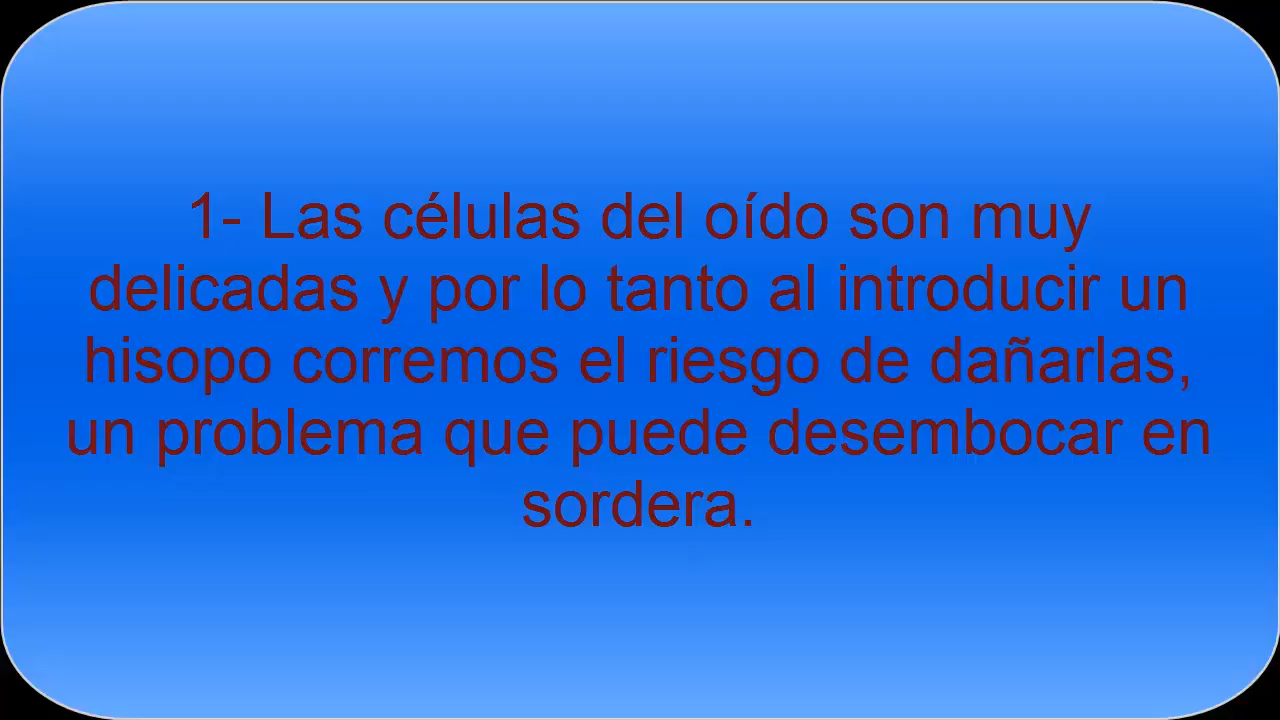 1- Las células del oído son muy
delicadas y por lo tanto al introducir un
hisopo corremos el riesgo de dañarlas,
un problema que puede desembocar en
sordera.